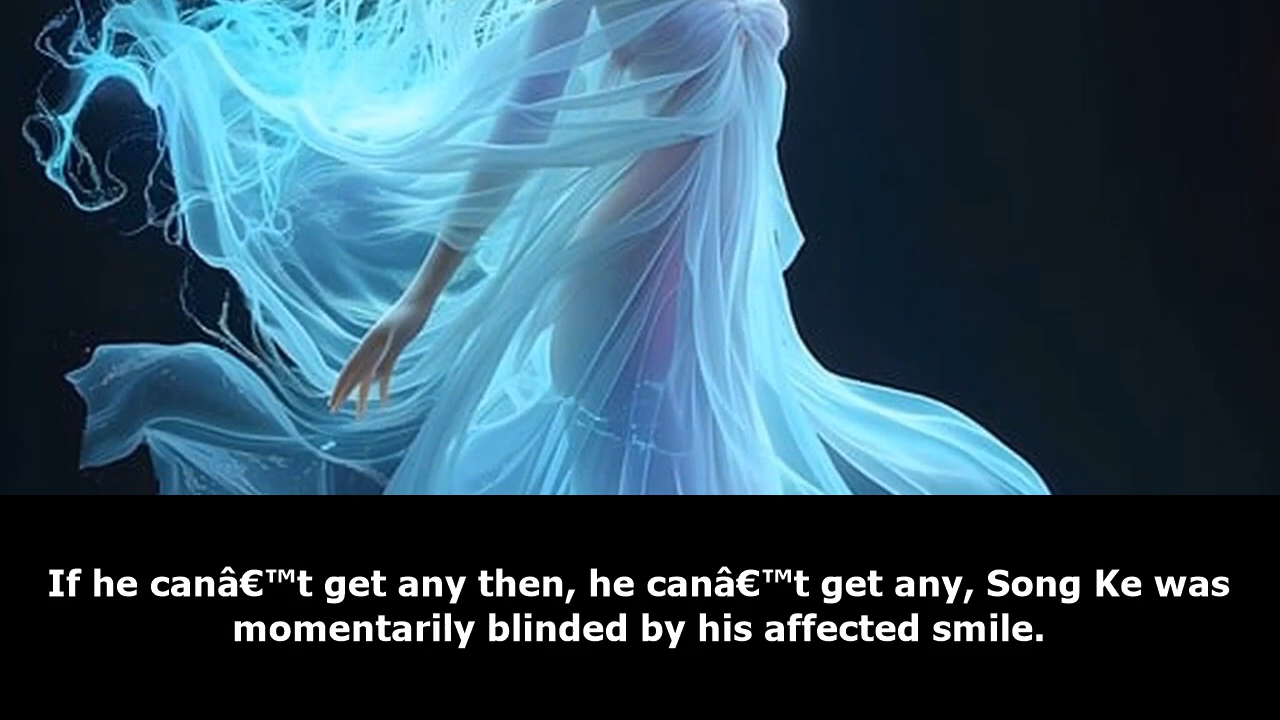 If he canâ€™t get any then, he canâ€™t get any, Song Ke was
momentarily blinded by his affected smile.